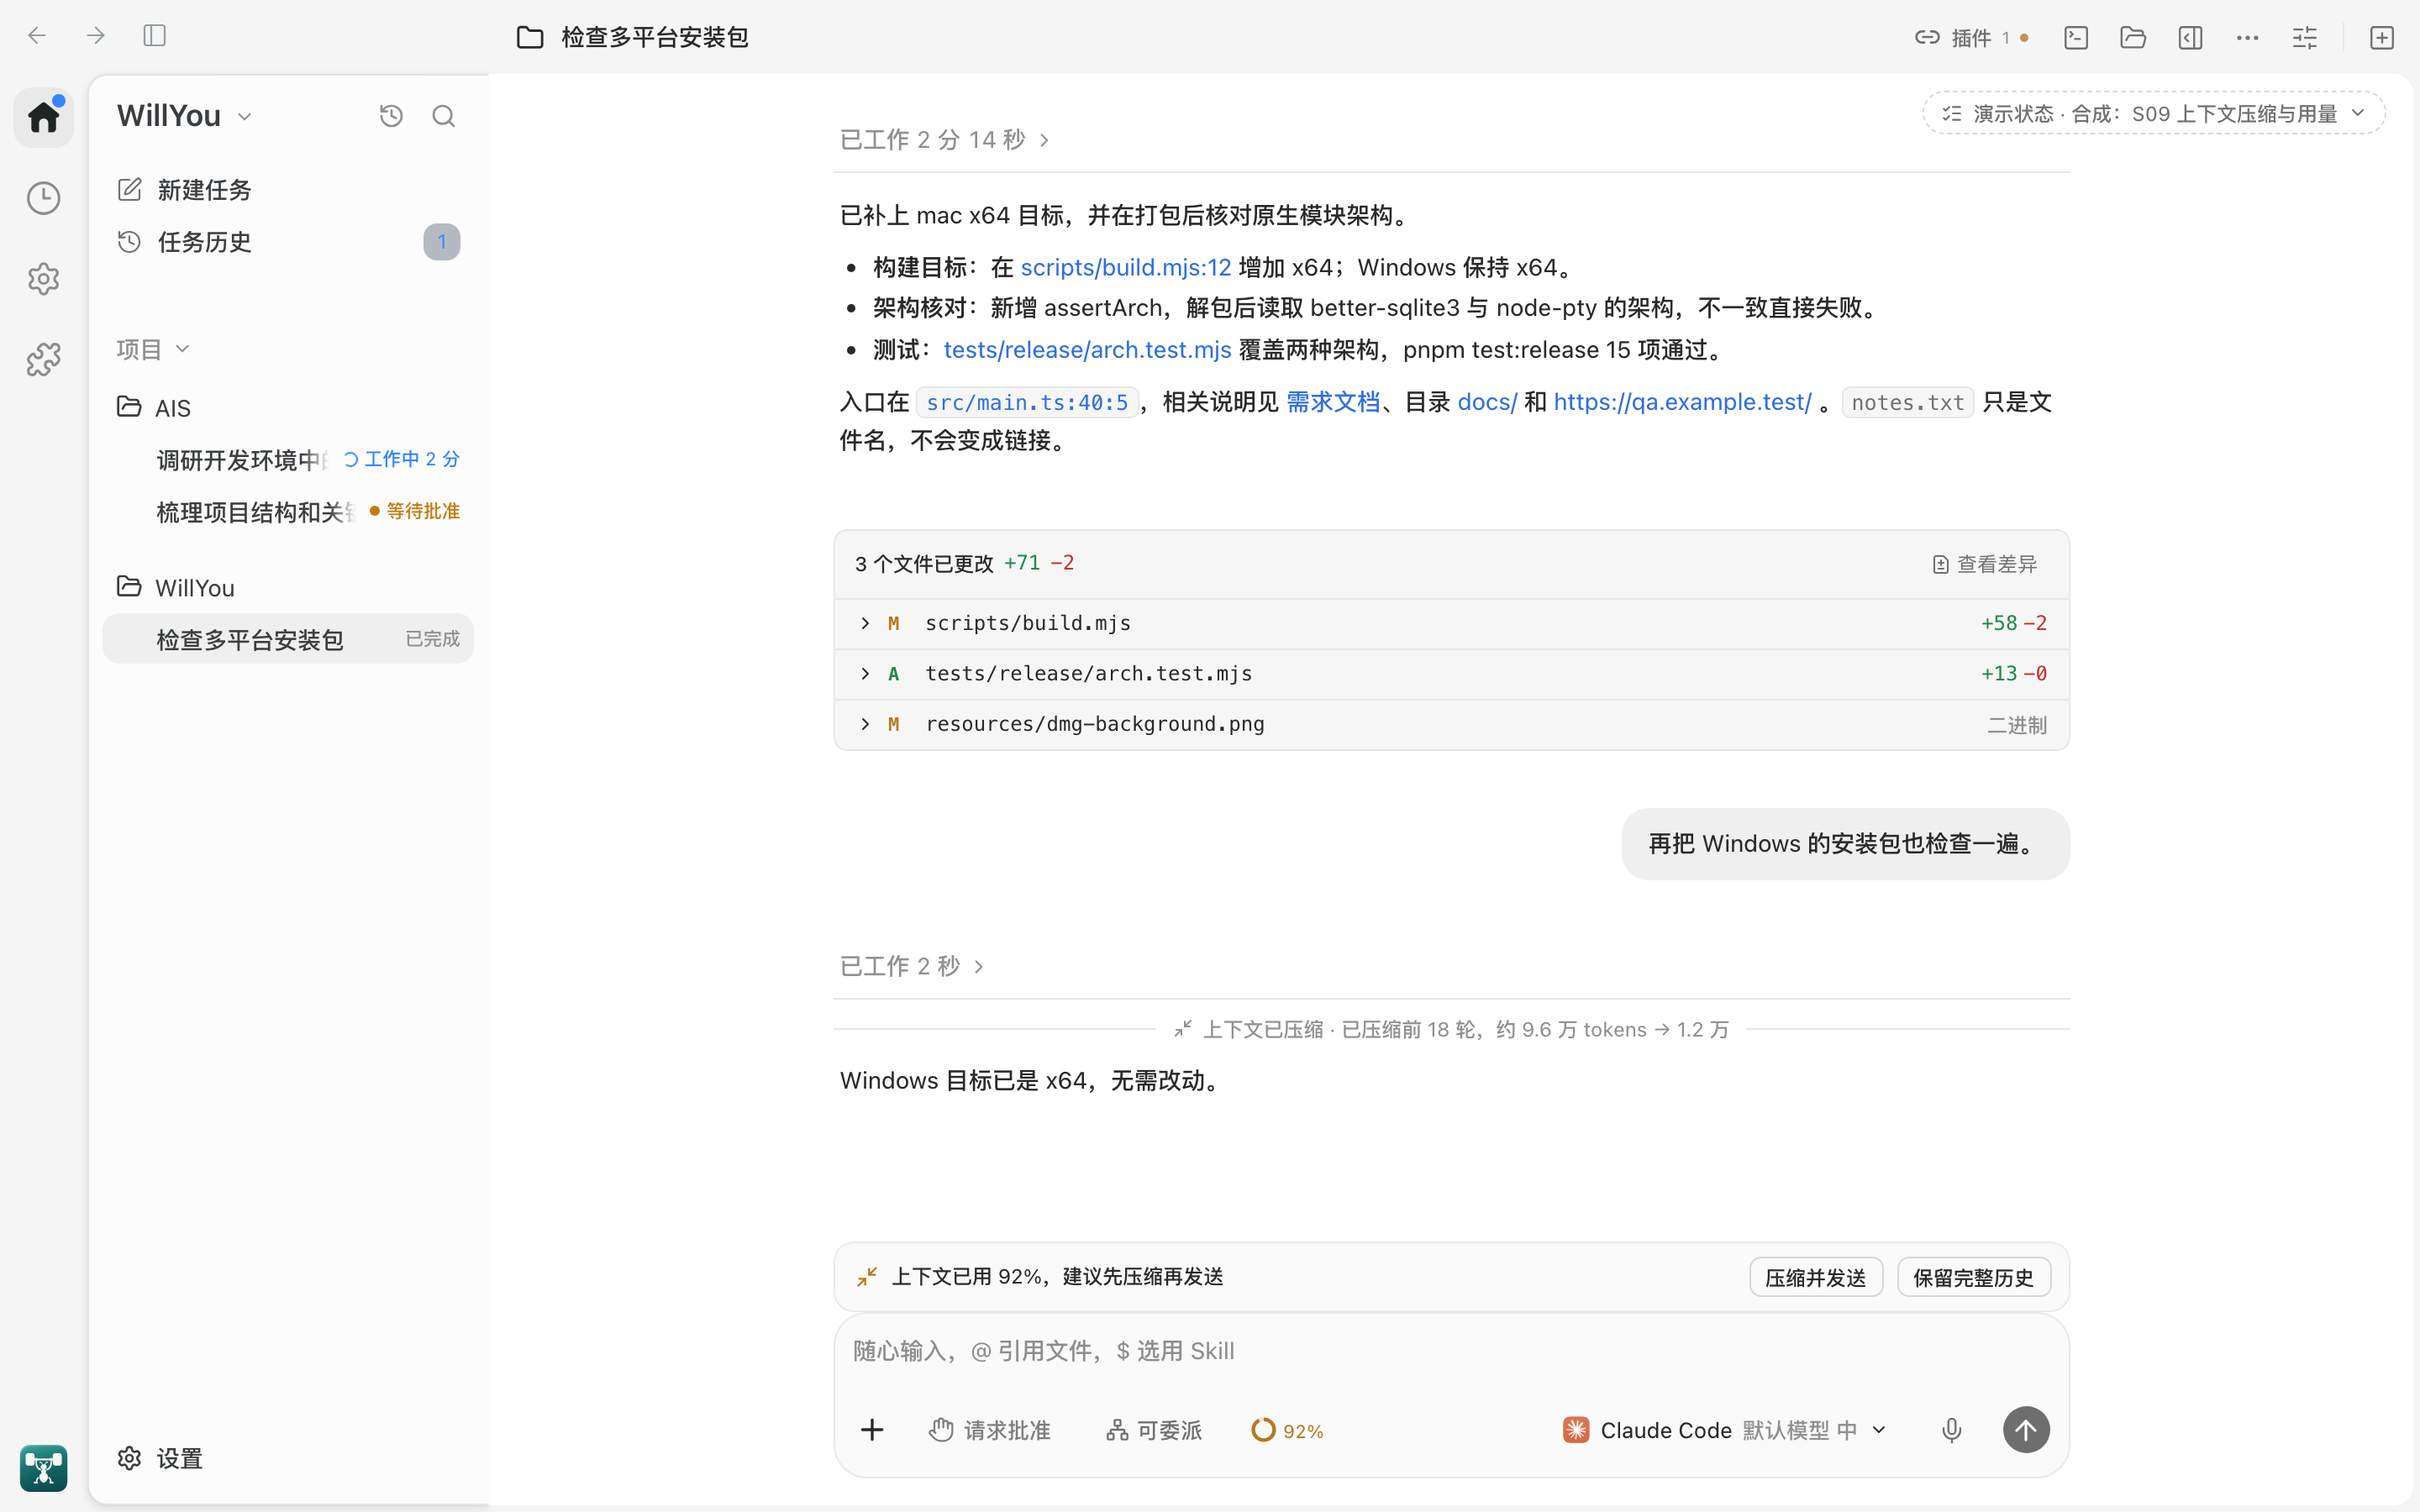 检查多平台安装包
插件 1
WillYou
演示状态 · 合成：S09 上下文压缩与用量
新建任务
任务历史 1
项目
AIS
调研开发环境中 工作中 2 分
梳理项目结构和关 等待批准
WillYou
检查多平台安装包 已完成
设置
已工作 2 分 14 秒
已补上 mac x64 目标，并在打包后核对原生模块架构。
构建目标：在 scripts/build.mjs:12 增加 x64；Windows 保持 x64。
架构核对：新增 assertArch，解包后读取 better-sqlite3 与 node-pty 的架构，不一致直接失败。
测试：tests/release/arch.test.mjs 覆盖两种架构，pnpm test:release 15 项通过。
入口在 src/main.ts:40:5，相关说明见 需求文档、目录 docs/ 和 https://qa.example.test/ 。notes.txt 只是文
件名，不会变成链接。
3 个文件已更改 +71 −2 查看差异
M scripts/build.mjs +58 −2
A tests/release/arch.test.mjs +13 −0
M resources/dmg-background.png 二进制
再把 Windows 的安装包也检查一遍。
已工作 2 秒
上下文已压缩 · 已压缩前 18 轮，约 9.6 万 tokens → 1.2 万
Windows 目标已是 x64，无需改动。
上下文已用 92%，建议先压缩再发送 压缩并发送 保留完整历史
随心输入，@ 引用文件，$ 选用 Skill
请求批准 可委派 92% Claude Code 默认模型 中